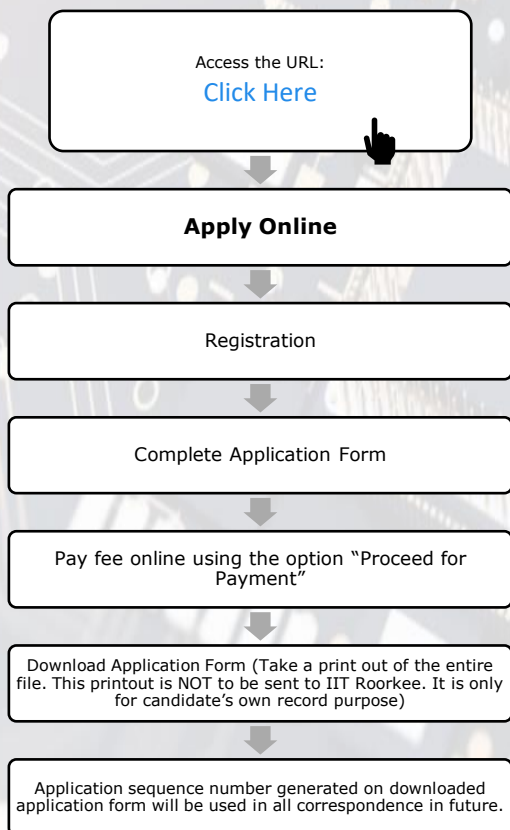 Access the URL:
Click Here
Apply Online
Registration
Complete Application Form
Pay fee online using the option “Proceed for
Payment”
Download Application Form (Take a print out of the entire
file. This printout is NOT to be sent to IIT Roorkee. It is only
for candidate’s own record purpose)
Application sequence number generated on downloaded
application form will be used in all correspondence in future.